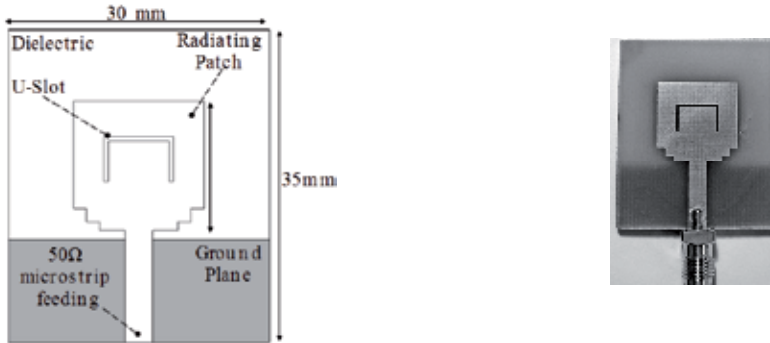 30 mm
Dielectric
Radiating
Patch
U-Slot
35mm
50Ω
microstrip
feeding
Ground
Plane